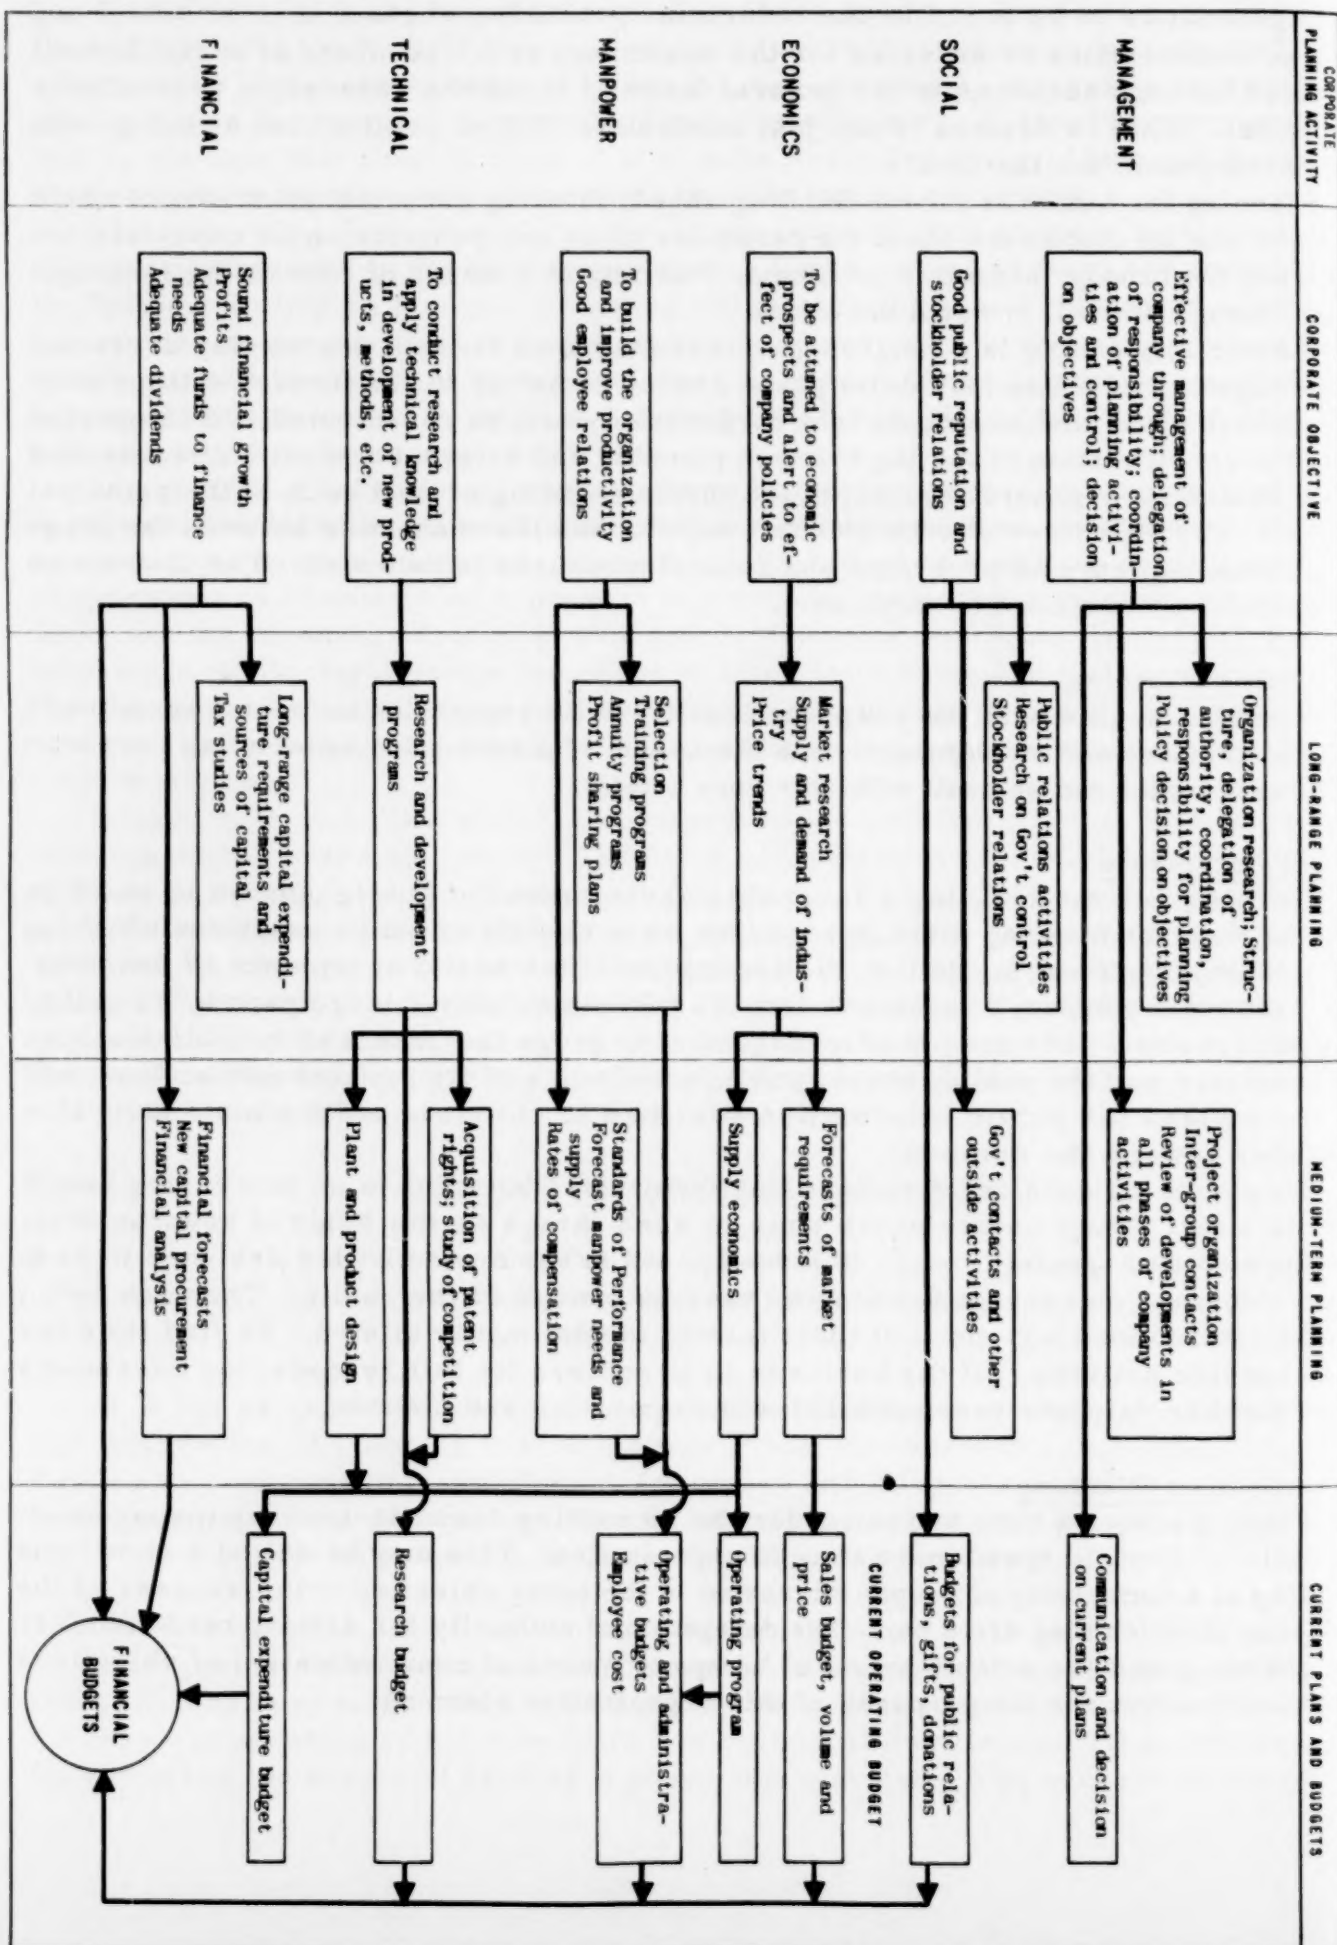 CORPORATE
PLANNING ACTIVITY
CORPORATE OBJECTIVE
LONG-RANGE PLANNING
MEDIUM-TERM PLANNING
CURRENT PLANS AND BUDGETS
MANAGEMENT
Effective management of
company through; delegation
of responsibility; coordin-
ation of planning activi-
ties and control; decision
on objectives
Organization research; Struc-
ture, delegation of
authority, coordination,
responsibility for planning
Policy decision on objectives
Project organization
Inter-group contacts
Review of developments in
all phases of company
activities
Communication and decision
on current plans
SOCIAL
Good public reputation and
stockholder relations
Public relations activities
Research on Gov't. control
Stockholder relations
Gov't. contacts and other
outside activities
Budgets for public rela-
tions, gifts, donations
CURRENT OPERATING BUDGET
ECONOMICS
To be attuned to economic
prospects and alert to ef-
fect of company policies
Market research
Supply and demand of indus-
try
Price trends
Forecasts of market
requirements
Supply economics
Sales budget, volume and
price
Operating program
MANPOWER
To build the organization
and improve productivity
Good employee relations
Selection
Training programs
Annuity programs
Profit sharing plans
Standards of Performance
Forecast manpower needs and
supply
Rates of compensation
Operating and administra-
tive budgets
Employee cost
TECHNICAL
To conduct research and
apply technical knowledge
in development of new prod-
ucts, methods, etc.
Research and development
programs
Acquisition of patent
rights; study of competition
Plant and product design
Research budget
FINANCIAL
Sound financial growth
Profits
Adequate funds to finance
needs
Adequate dividends
Long-range capital expendi-
ture requirements and
sources of capital
Tax studies
Financial forecasts
New capital procurement
Financial analysis
Capital expenditure budget
FINANCIAL
BUDGETS